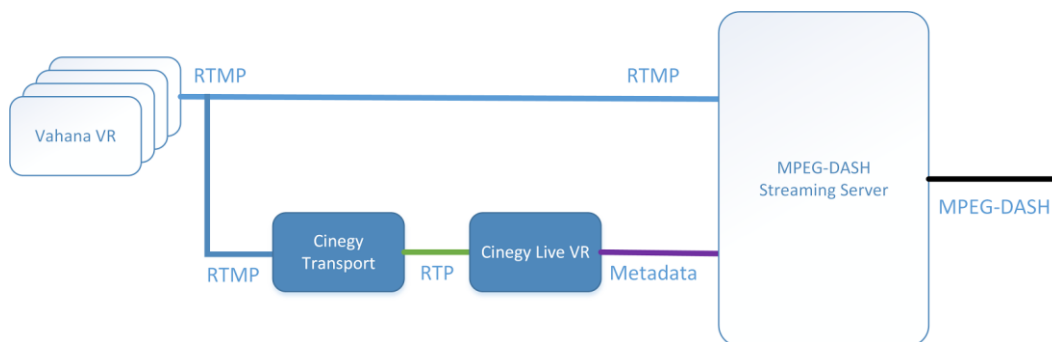 RTMP
RTMP
Vahana VR
MPEG-DASH
Streaming Server
MPEG-DASH
Cinegy
Transport
Cinegy Live VR
RTMP
RTP
Metadata